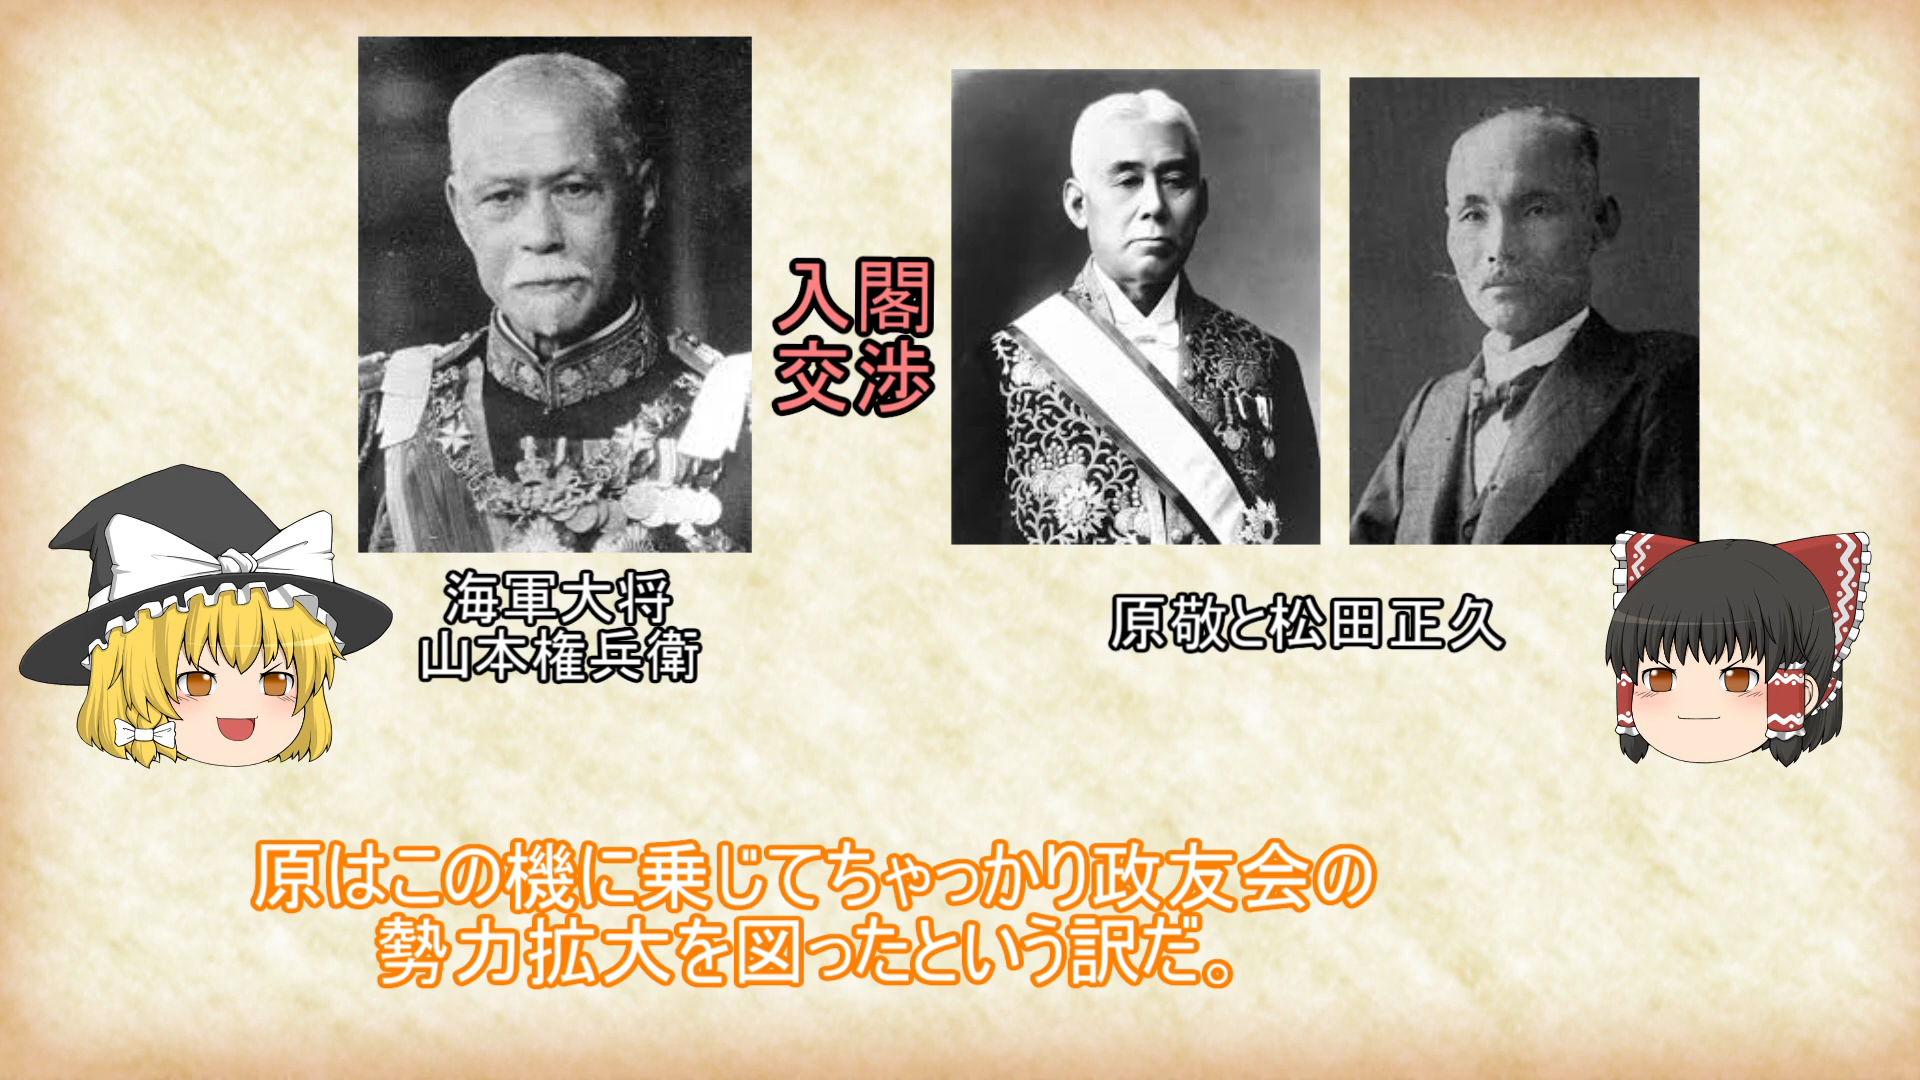 入閣
交渉
海軍大将
山本権兵衛
原敬と松田正久
原はこの機に乗じてちゃっかり政友会の
勢力拡大を図ったという訳だ。